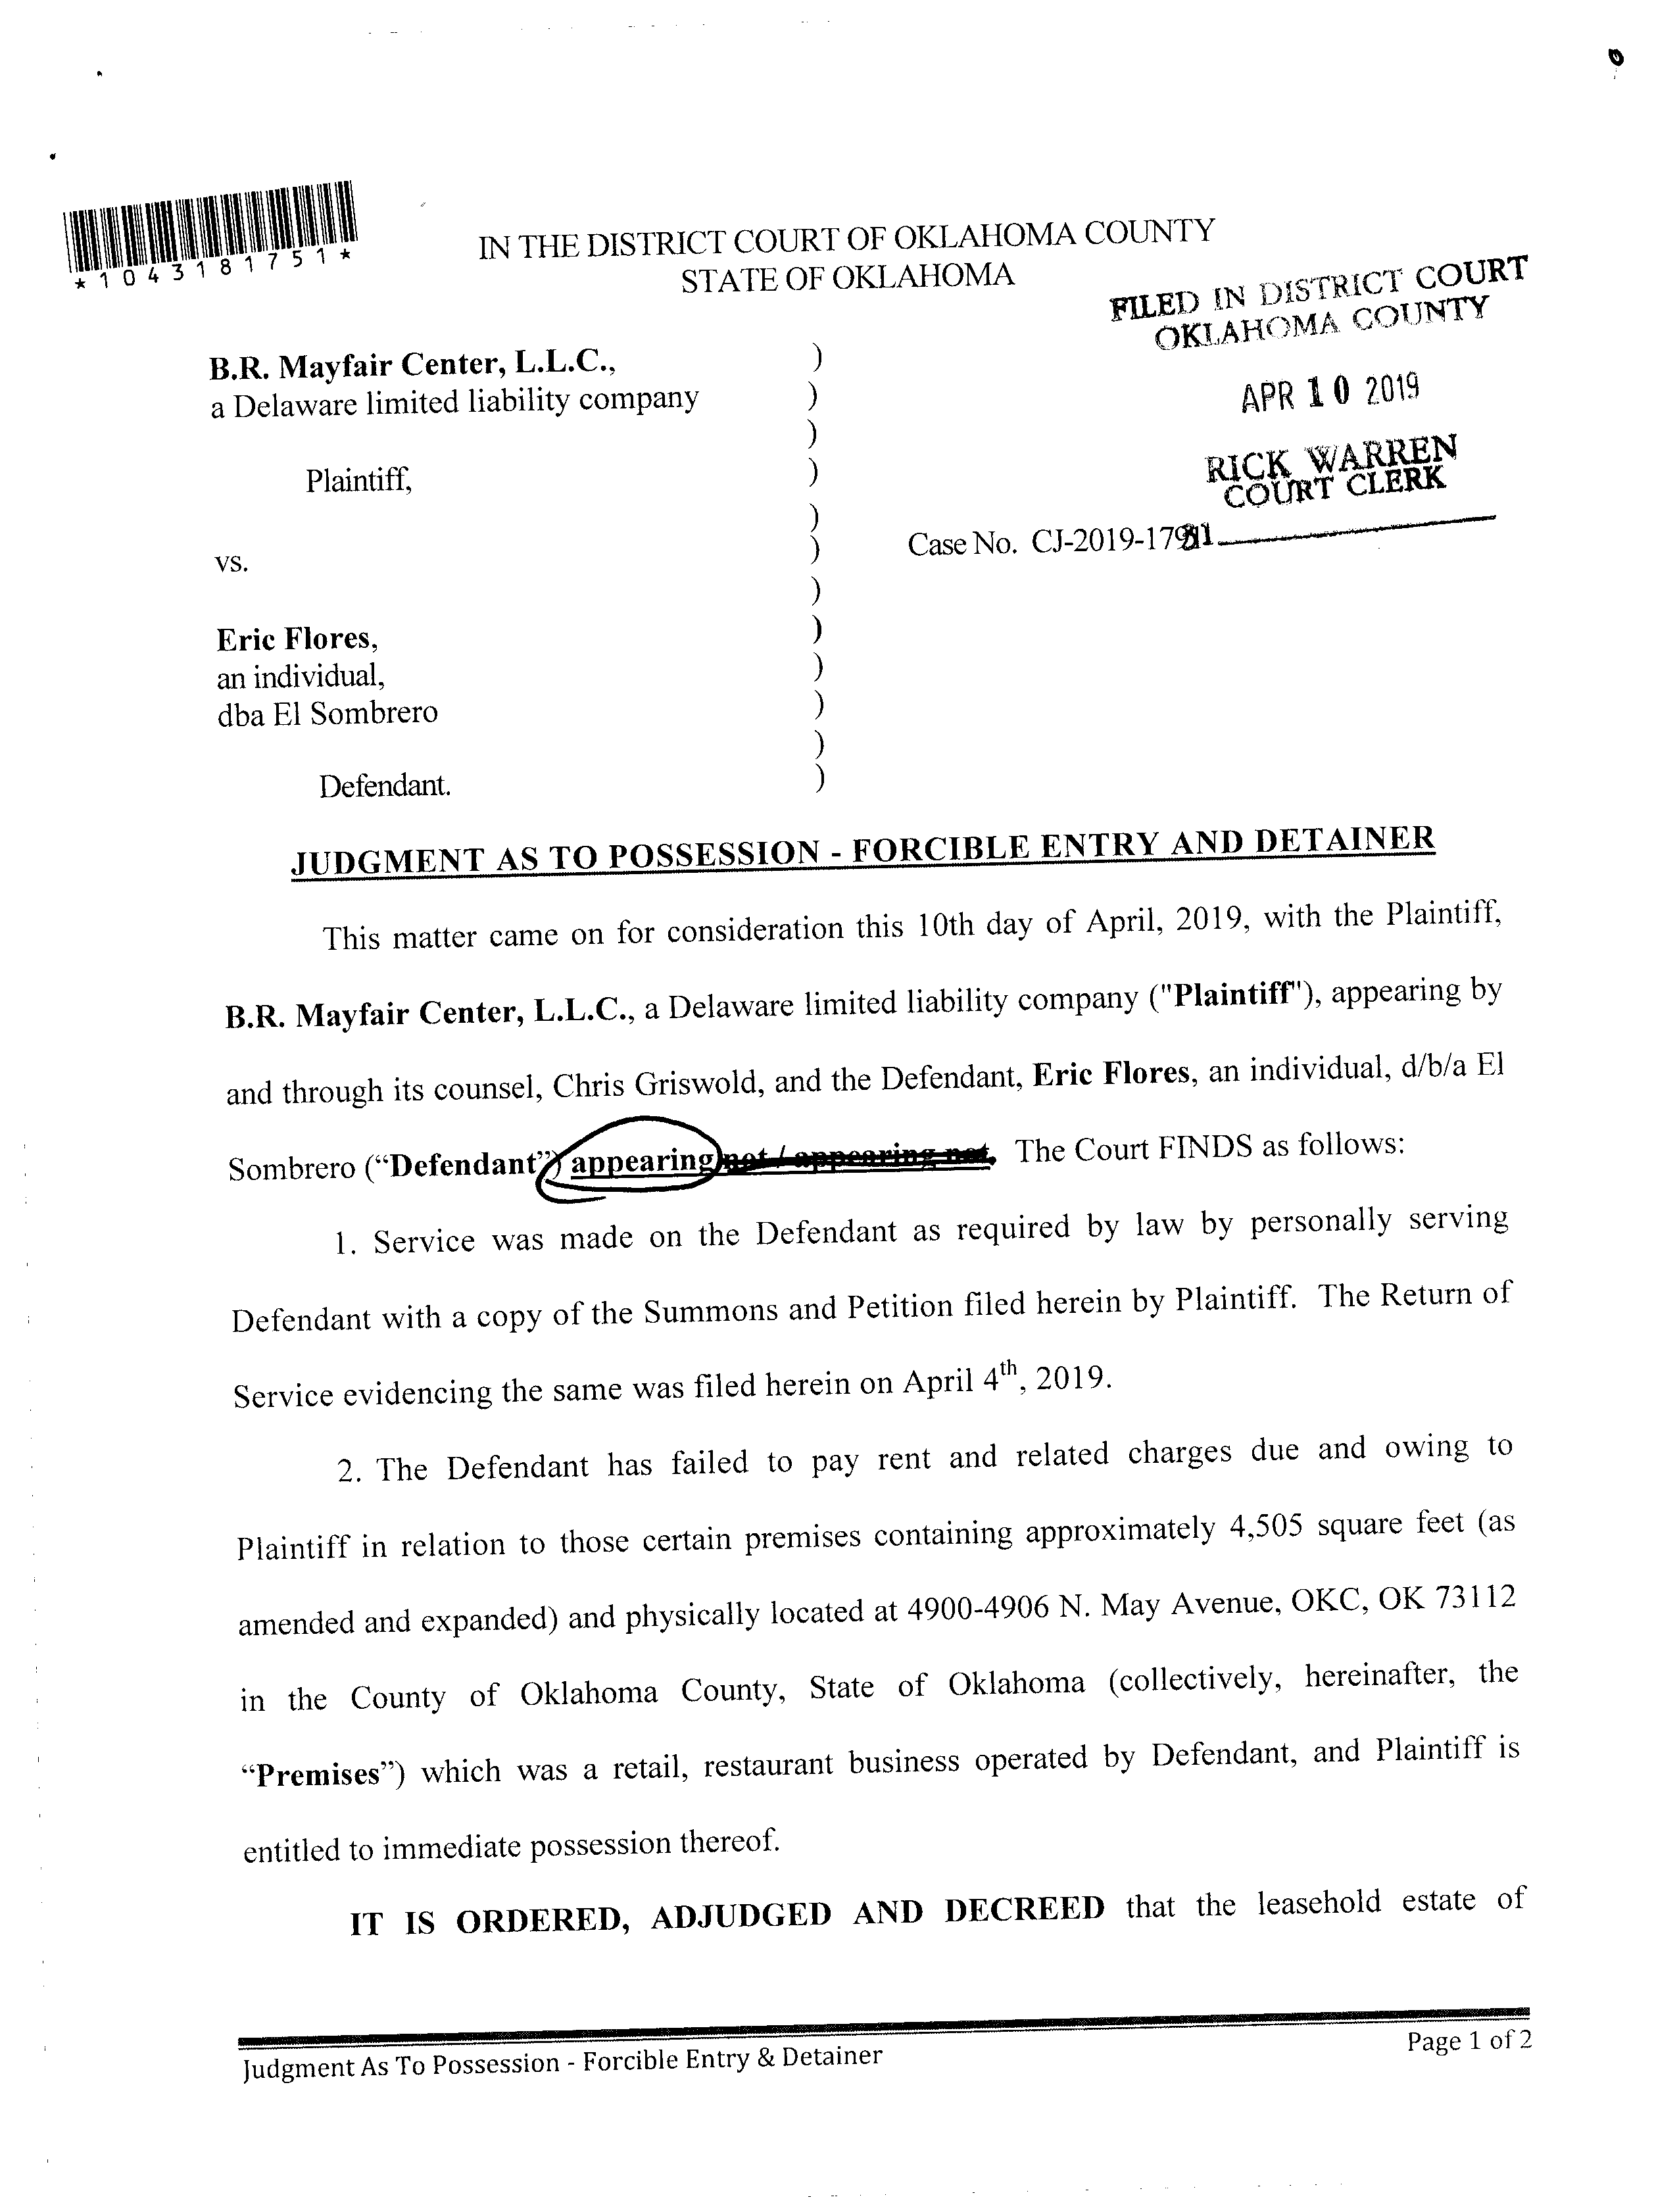 *1043181751*
IN THE DISTRICT COURT OF OKLAHOMA COUNTY
STATE OF OKLAHOMA
FILED IN DISTRICT COURT
OKLAHOMA COUNTY
B.R. Mayfair Center, L.L.C., )
a Delaware limited liability company )
)
APR 10 2019
Plaintiff, )
RICK WARREN
COURT CLERK
)
vs. )
Case No. CJ-2019-17
)
Eric Flores, )
an individual, )
dba El Sombrero )
)
Defendant. )
JUDGMENT AS TO POSSESSION - FORCIBLE ENTRY AND DETAINER
This matter came on for consideration this 10th day of April, 2019, with the Plaintiff,
B.R. Mayfair Center, L.L.C., a Delaware limited liability company ("Plaintiff"), appearing by
and through its counsel, Chris Griswold, and the Defendant, Eric Flores, an individual, d/b/a El
Sombrero (“Defendant”) appearing not / appearing not. The Court FINDS as follows:
1. Service was made on the Defendant as required by law by personally serving
Defendant with a copy of the Summons and Petition filed herein by Plaintiff. The Return of
Service evidencing the same was filed herein on April 4th, 2019.
2. The Defendant has failed to pay rent and related charges due and owing to
Plaintiff in relation to those certain premises containing approximately 4,505 square feet (as
amended and expanded) and physically located at 4900-4906 N. May Avenue, OKC, OK 73112
in the County of Oklahoma County, State of Oklahoma (collectively, hereinafter, the
“Premises”) which was a retail, restaurant business operated by Defendant, and Plaintiff is
entitled to immediate possession thereof.
IT IS ORDERED, ADJUDGED AND DECREED that the leasehold estate of
Judgment As To Possession - Forcible Entry & Detainer
Page 1 of 2